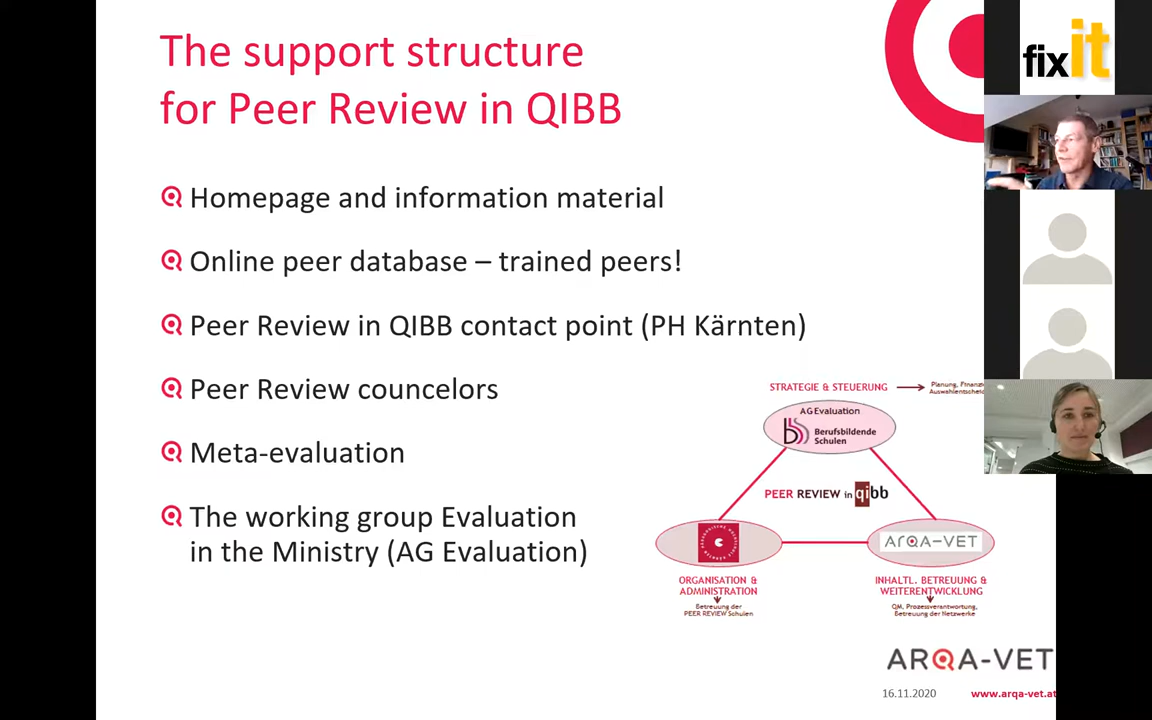 The support structure
for Peer Review in QIBB
fixit
Homepage and information material
Online peer database – trained peers!
Peer Review in QIBB contact point (PH Kärnten)
Peer Review councelors
Meta-evaluation
The working group Evaluation
in the Ministry (AG Evaluation)
STRATEGIE & STEUERUNG
Planung,
AG Evaluation
bbs
Berufsbildende
Schulen
PEER REVIEW in qibb
ARQA-VET
ORGANISATION &
ADMINISTRATION
Betreuung der
PEER REVIEW Schulen
INHALTL. BETREUUNG &
WEITERENTWICKLUNG
QM, Prozessverantwortung,
Betreuung der Netzwerke
ARQA-VET
16.11.2020
www.arqa-vet.at